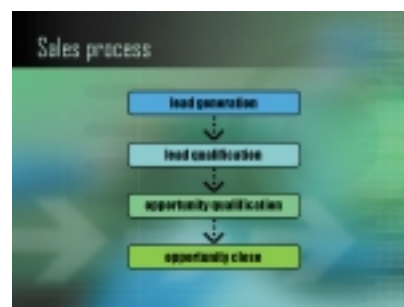 Sales process
lead generation
lead qualification
opportunity qualification
opportunity close